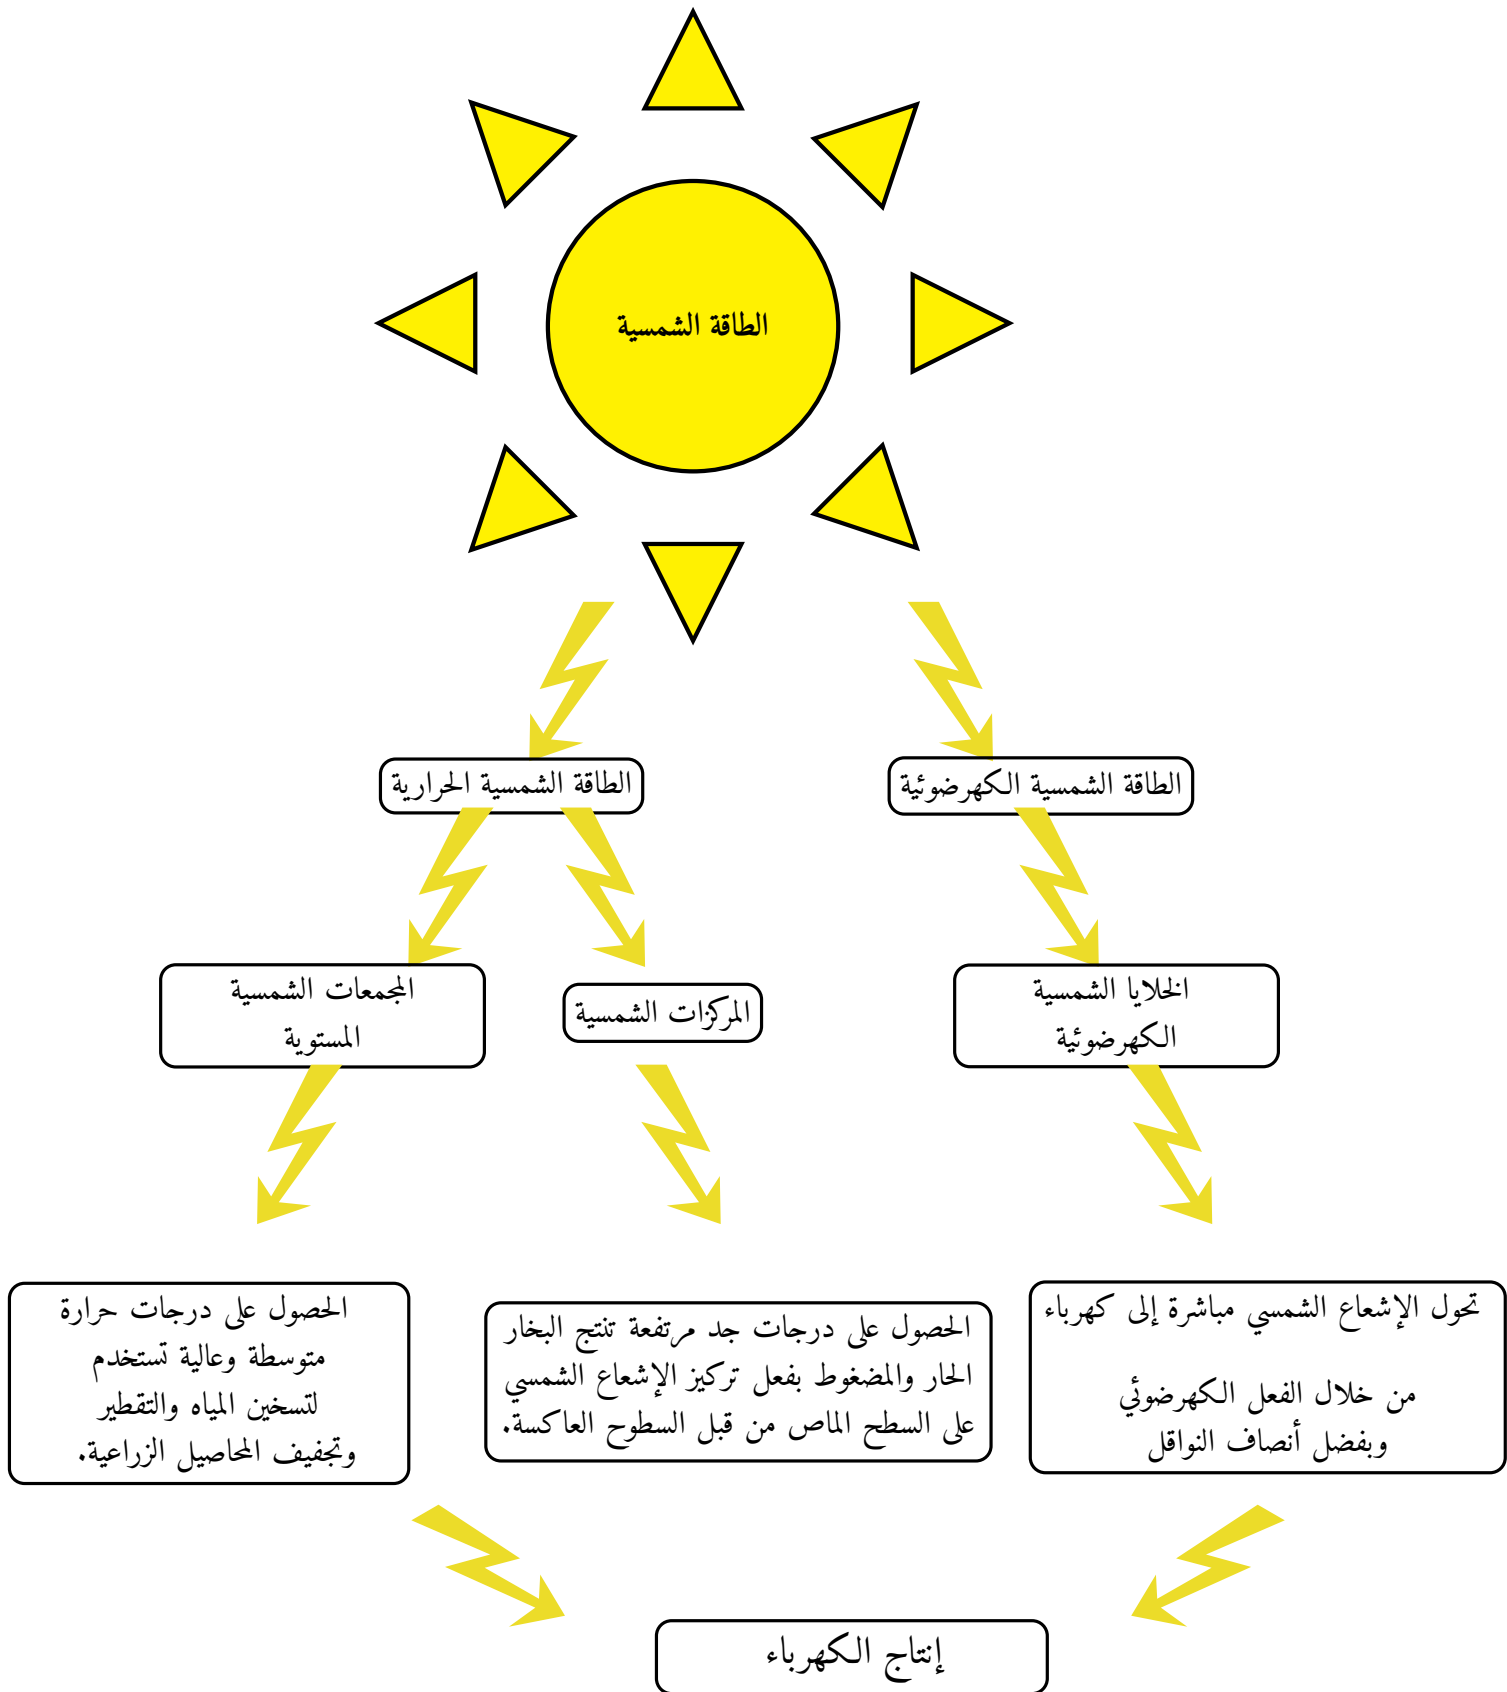 الطاقة الشمسية
الطاقة الشمسية الكهرضوئية
الطاقة الشمسية الحرارية
الخلايا الشمسية
الكهرضوئية
المركزات الشمسية
المجمعات الشمسية
المستوية
تحول الإشعاع الشمسي مباشرة إلى كهرباء
من خلال الفعل الكهرضوئي
وبفضل أنصاف النواقل
الحصول على درجات جد مرتفعة تنتج البخار
الحار والمضغوط بفعل تركيز الإشعاع الشمسي
على السطح الماص من قبل السطوح العاكسة.
الحصول على درجات حرارة
متوسطة وعالية تستخدم
لتسخين المياه والتقطير
وتجفيف المحاصيل الزراعية.
إنتاج الكهرباء